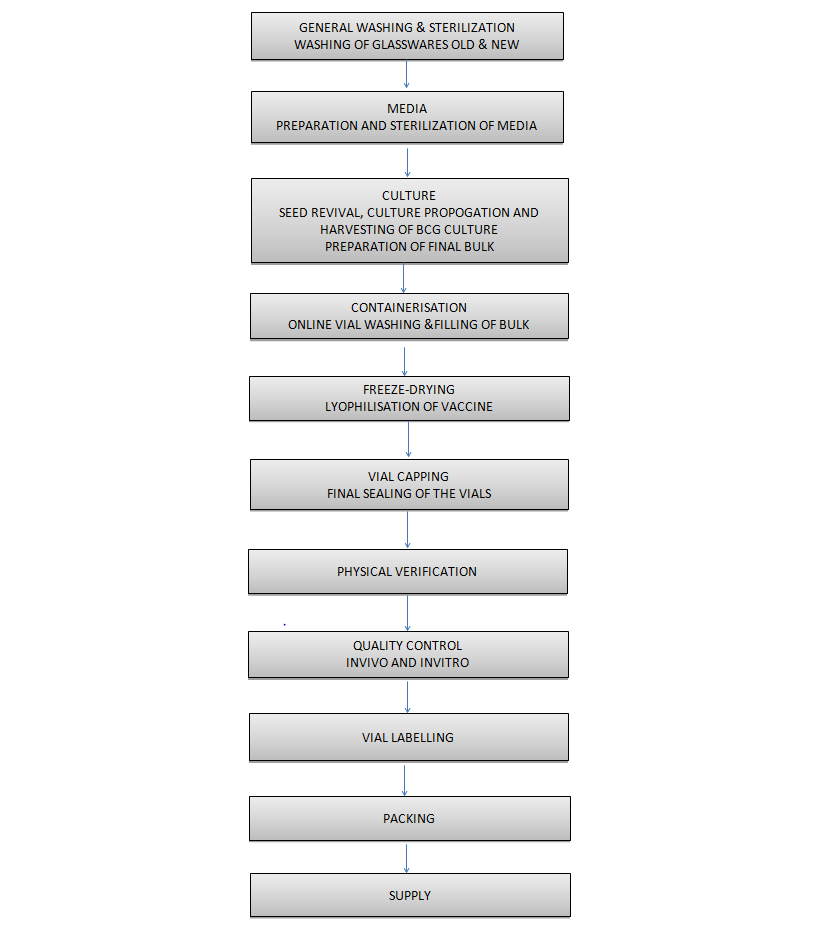 GENERAL WASHING & STERILIZATION
WASHING OF GLASSWARES OLD & NEW
MEDIA
PREPARATION AND STERILIZATION OF MEDIA
CULTURE
SEED REVIVAL, CULTURE PROPOGATION AND
HARVESTING OF BCG CULTURE
PREPARATION OF FINAL BULK
CONTAINERISATION
ONLINE VIAL WASHING &FILLING OF BULK
FREEZE-DRYING
LYOPHILISATION OF VACCINE
VIAL CAPPING
FINAL SEALING OF THE VIALS
PHYSICAL VERIFICATION
QUALITY CONTROL
INVIVO AND INVITRO
VIAL LABELLING
PACKING
SUPPLY